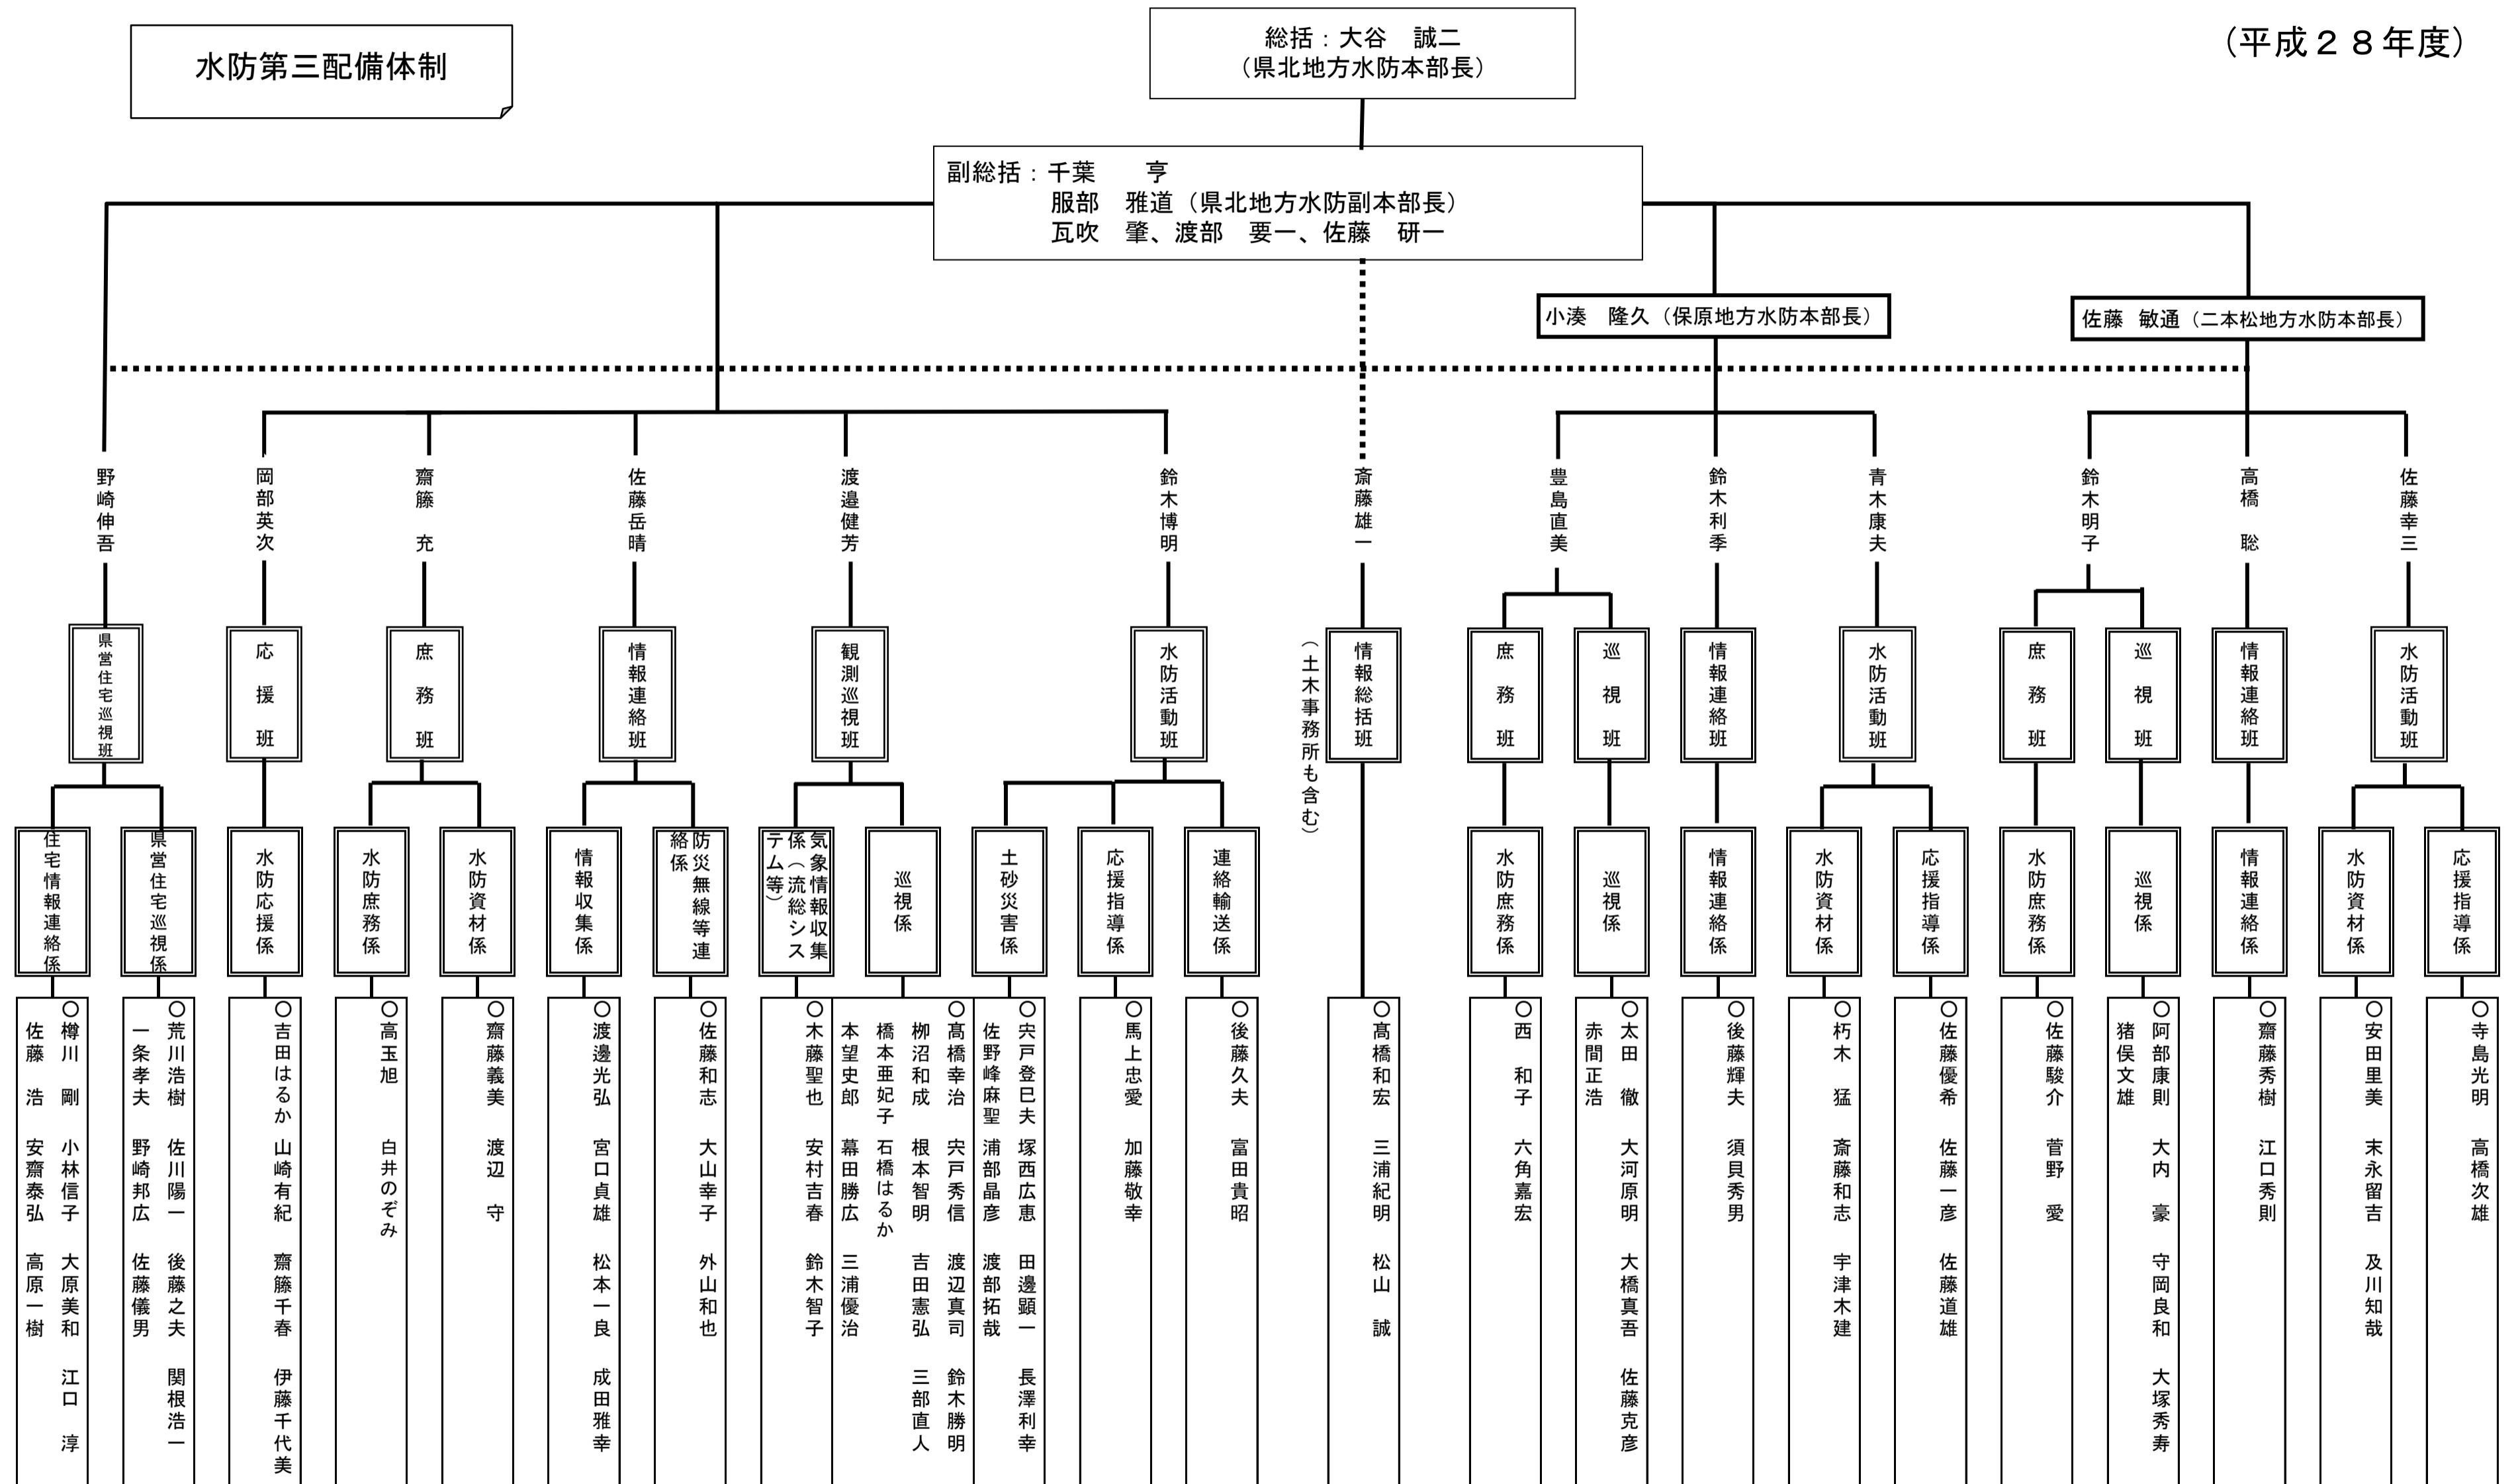 水防第三配備体制
総括：大谷　誠二
（県北地方水防本部長）
（平成２８年度）
副総括：千葉　　亨
服部　雅道（県北地方水防副本部長）
瓦吹　肇、渡部　要一、佐藤　研一
小湊　隆久（保原地方水防本部長）
佐藤　敏通（二本松地方水防本部長）
野崎伸吾
岡部英次
齋籐　充
佐藤岳晴
渡邉健芳
鈴木博明
斎藤雄一
豊島直美
鈴木利季
青木康夫
鈴木明子
高橋　聡
佐藤幸三
県営住宅巡視班
応　援　班
庶　務　班
情報連絡班
観測巡視班
水防活動班
（土木事務所も含む）
情報総括班
庶　務　班
巡　視　班
情報連絡班
水防活動班
庶　務　班
巡　視　班
情報連絡班
水防活動班
住宅情報連絡係
県営住宅巡視係
水防応援係
水防庶務係
水防資材係
情報収集係
防災無線等連
絡係
気象情報収集
係（流総シス
テム等）
巡視係
土砂災害係
応援指導係
連絡輸送係
水防庶務係
巡視係
情報連絡係
水防資材係
応援指導係
水防庶務係
巡視係
情報連絡係
水防資材係
応援指導係
○樽川　剛　小林信子　大原美和　江口　淳
佐藤　浩　安齋泰弘　高原一樹
○荒川浩樹　佐川陽一　後藤之夫　関根浩一
一条孝夫　野崎邦広　佐藤儀男
○吉田はるか　山崎有紀　齋籐千春　伊藤千代美
○高玉旭　白井のぞみ
○齋藤義美　渡辺　守
○渡邊光弘　宮口貞雄　松本一良　成田雅幸
○佐藤和志　大山幸子　外山和也
○木藤聖也　安村吉春　鈴木智子
○髙橋幸治　宍戸秀信　渡辺真司　鈴木勝明
栁沼和成　根本智明　吉田憲弘　三部直人
橋本亜妃子　石橋はるか
本望史郎　幕田勝広　三浦優治
○宍戸登巳夫　塚西広恵　田邊顕一　長澤利幸
佐野峰麻聖　浦部晶彦　渡部拓哉
○馬上忠愛　加藤敬幸
○後藤久夫　富田貴昭
○髙橋和宏　三浦紀明　松山　誠
○西　和子　六角嘉宏
○太田　徹　大河原明　大橋真吾　佐藤克彦
赤間正浩
○後藤輝夫　須貝秀男
○朽木　猛　斎藤和志　宇津木建
○佐藤優希　佐藤一彦　佐藤道雄
○佐藤駿介　菅野　愛
○阿部康則　大内　豪　守岡良和　大塚秀寿
猪俣文雄
○齋藤秀樹　江口秀則
○安田里美　末永留吉　及川知哉
○寺島光明　高橋次雄